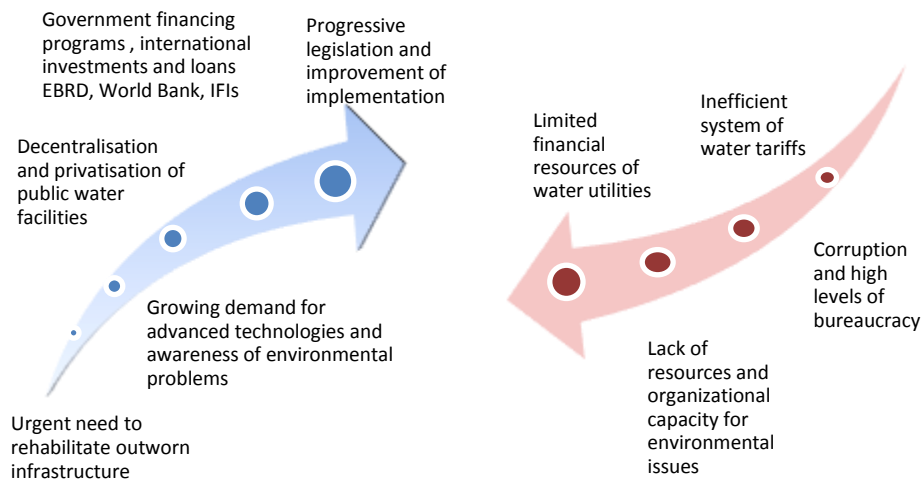 Government financing
programs , international
investments and loans
EBRD, World Bank, IFIs
Progressive
legislation and
improvement of
implementation
Decentralisation
and privatisation of
public water
facilities
Growing demand for
advanced technologies and
awareness of environmental
problems
Urgent need to
rehabilitate outworn
infrastructure
Limited
financial
resources of
water utilities
Inefficient
system of
water tariffs
Corruption
and high
levels of
bureaucracy
Lack of
resources and
organizational
capacity for
environmental
issues